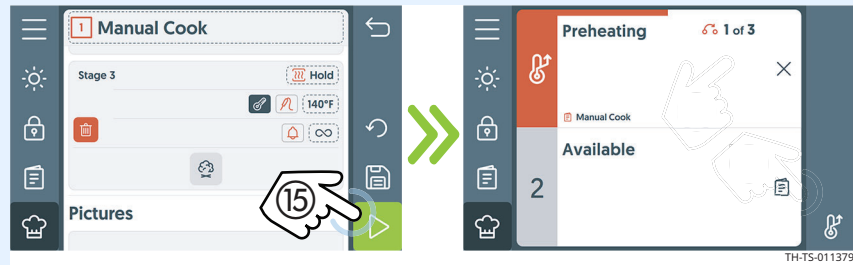 1 Manual Cook
Stage 3
Hold
140°F
∞
Pictures
15
Preheating
1 of 3
Manual Cook
Available
2
TH-TS-011379